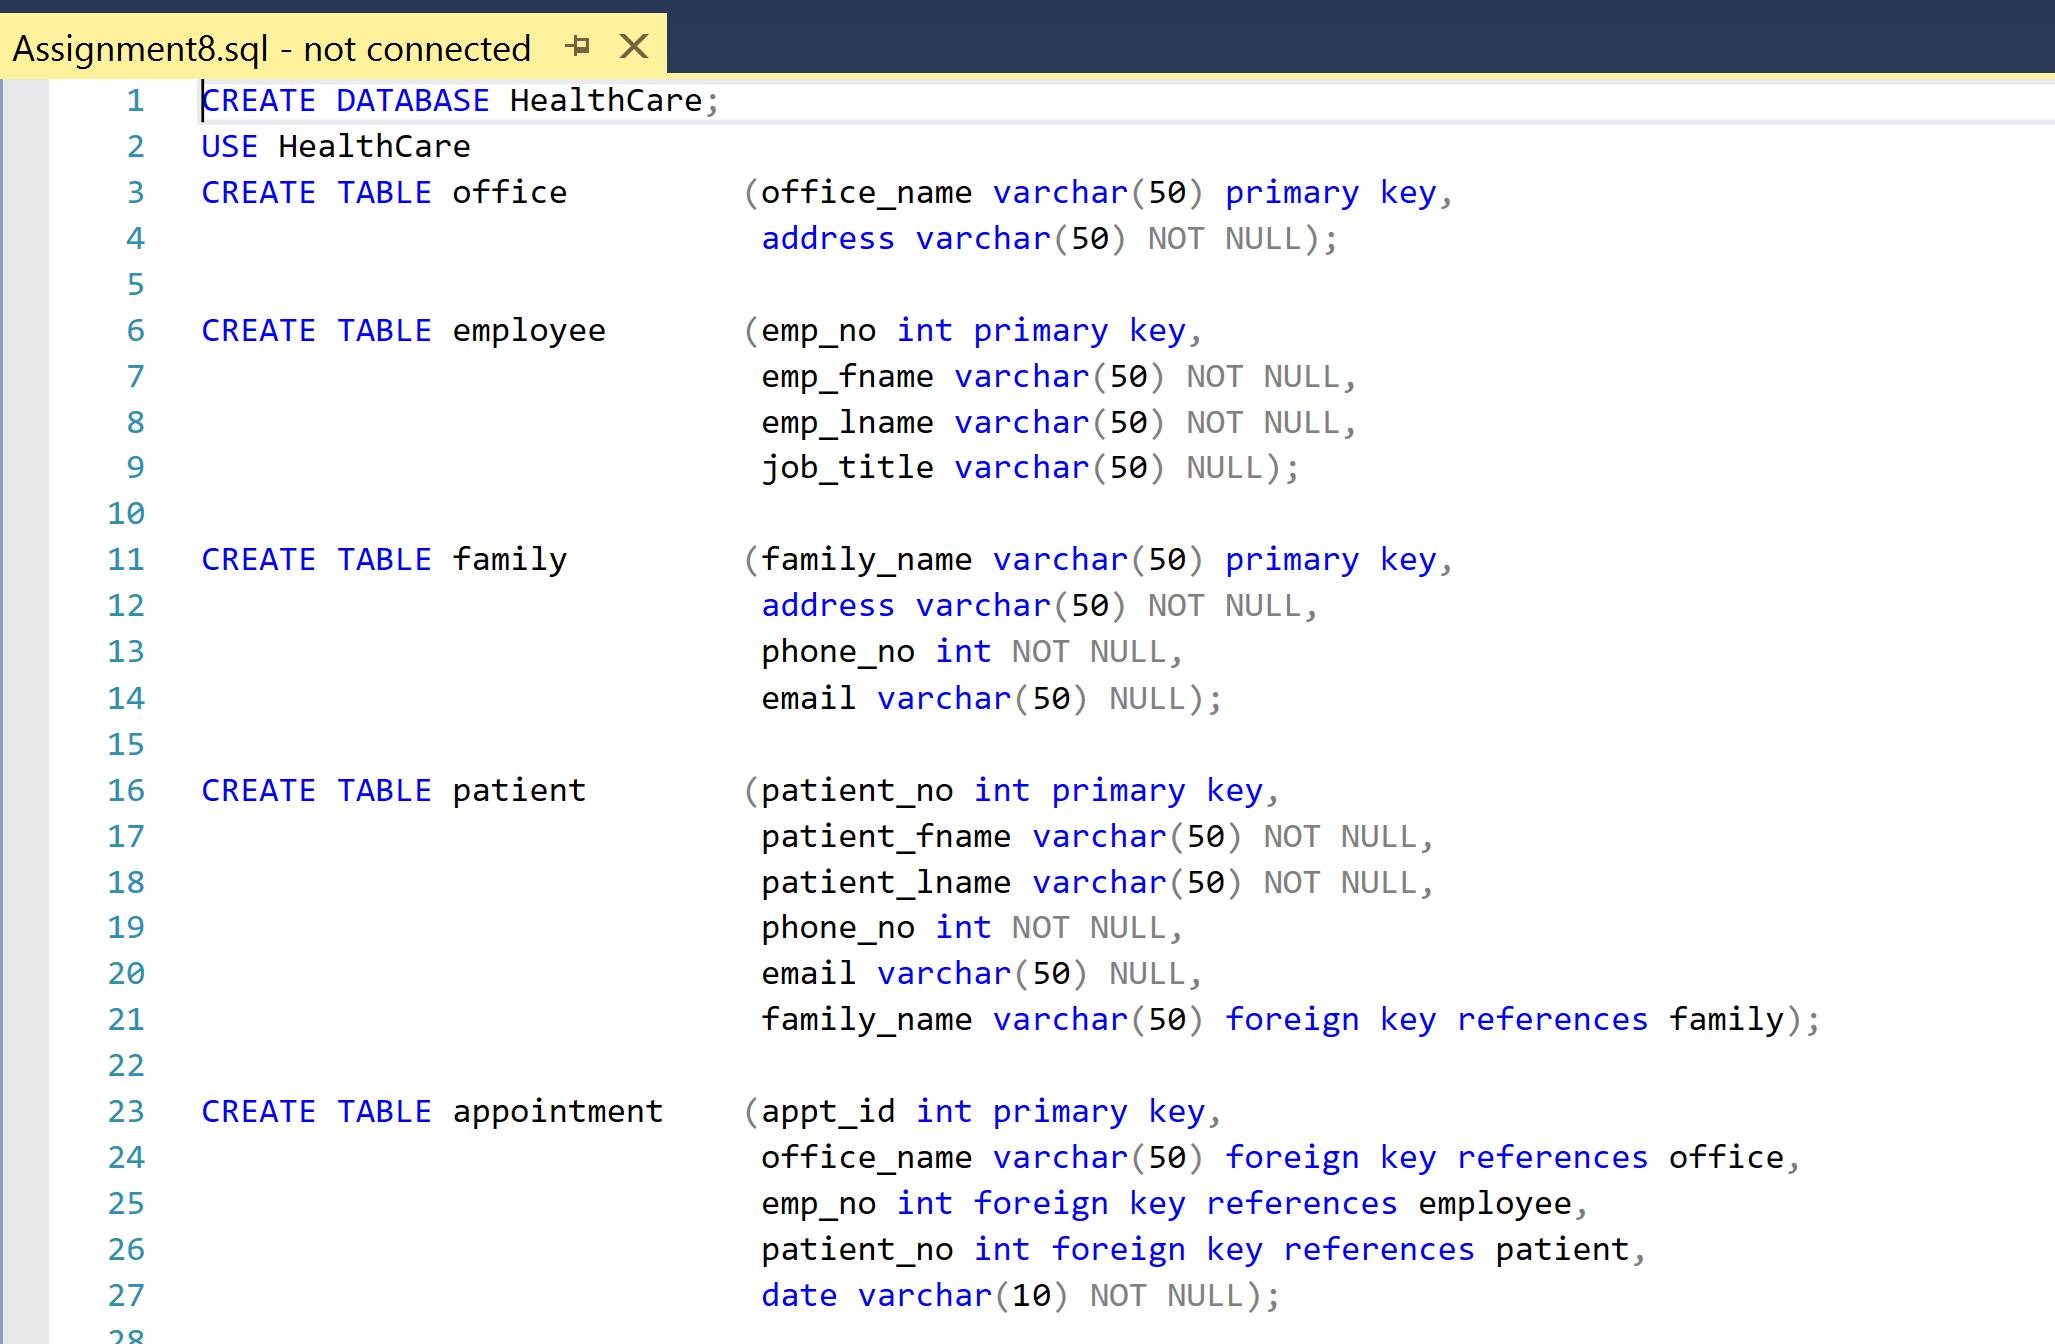 Assignment8.sql - not connected
1 CREATE DATABASE HealthCare;
2 USE HealthCare
3 CREATE TABLE office (office_name varchar(50) primary key,
4 address varchar(50) NOT NULL);
5
6 CREATE TABLE employee (emp_no int primary key,
7 emp_fname varchar(50) NOT NULL,
8 emp_lname varchar(50) NOT NULL,
9 job_title varchar(50) NULL);
10
11 CREATE TABLE family (family_name varchar(50) primary key,
12 address varchar(50) NOT NULL,
13 phone_no int NOT NULL,
14 email varchar(50) NULL);
15
16 CREATE TABLE patient (patient_no int primary key,
17 patient_fname varchar(50) NOT NULL,
18 patient_lname varchar(50) NOT NULL,
19 phone_no int NOT NULL,
20 email varchar(50) NULL,
21 family_name varchar(50) foreign key references family);
22
23 CREATE TABLE appointment (appt_id int primary key,
24 office_name varchar(50) foreign key references office,
25 emp_no int foreign key references employee,
26 patient_no int foreign key references patient,
27 date varchar(10) NOT NULL);
28